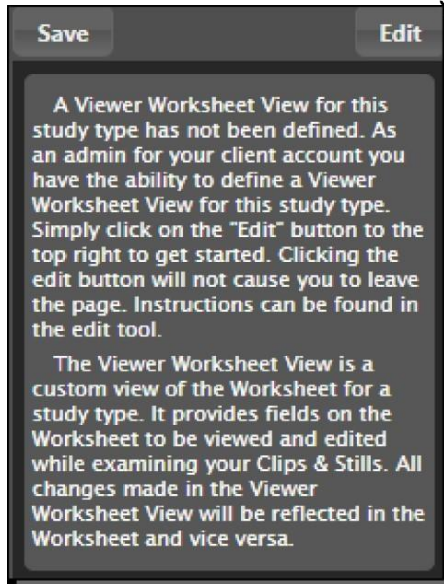 Save Edit
A Viewer Worksheet View for this
study type has not been defined. As
an admin for your client account you
have the ability to define a Viewer
Worksheet View for this study type.
Simply click on the "Edit" button to the
top right to get started. Clicking the
edit button will not cause you to leave
the page. Instructions can be found in
the edit tool.
The Viewer Worksheet View is a
custom view of the Worksheet for a
study type. It provides fields on the
Worksheet to be viewed and edited
while examining your Clips & Stills. All
changes made in the Viewer
Worksheet View will be reflected in the
Worksheet and vice versa.